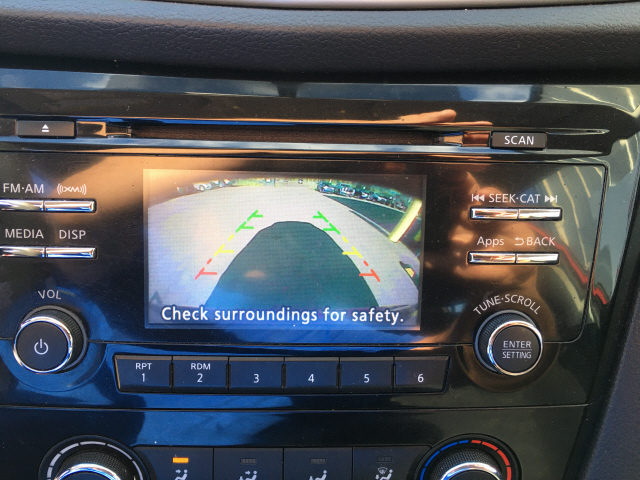 SCAN
FM·AM ((XM))
SEEK·CAT
MEDIA DISP
Apps BACK
Check surroundings for safety.
VOL
TUNE·SCROLL
ENTER
SETTING
RPT
1
RDM
2
3
4
5
6